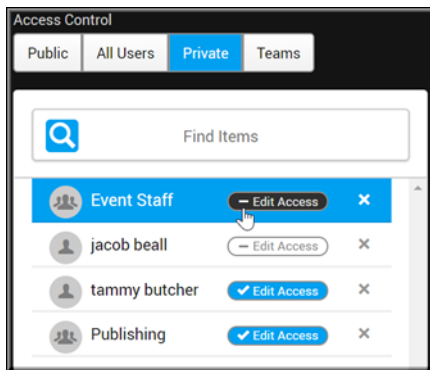 Access Control
Public All Users Private Teams
Find Items
Event Staff Edit Access
jacob beall Edit Access
tammy butcher Edit Access
Publishing Edit Access